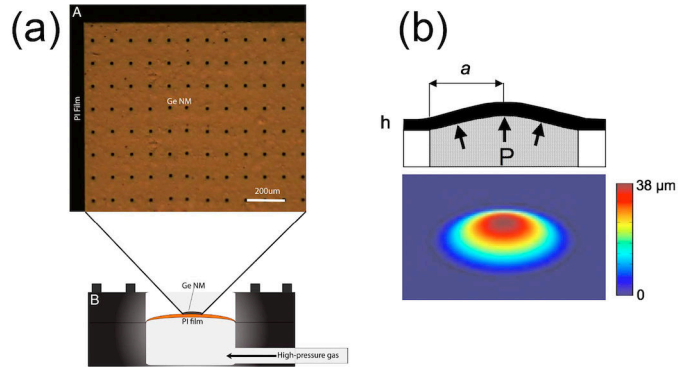 (a)
A
PI Film
Ge NM
200um
Ge NM
B
PI film
High-pressure gas
(b)
a
h
P
38 µm
0